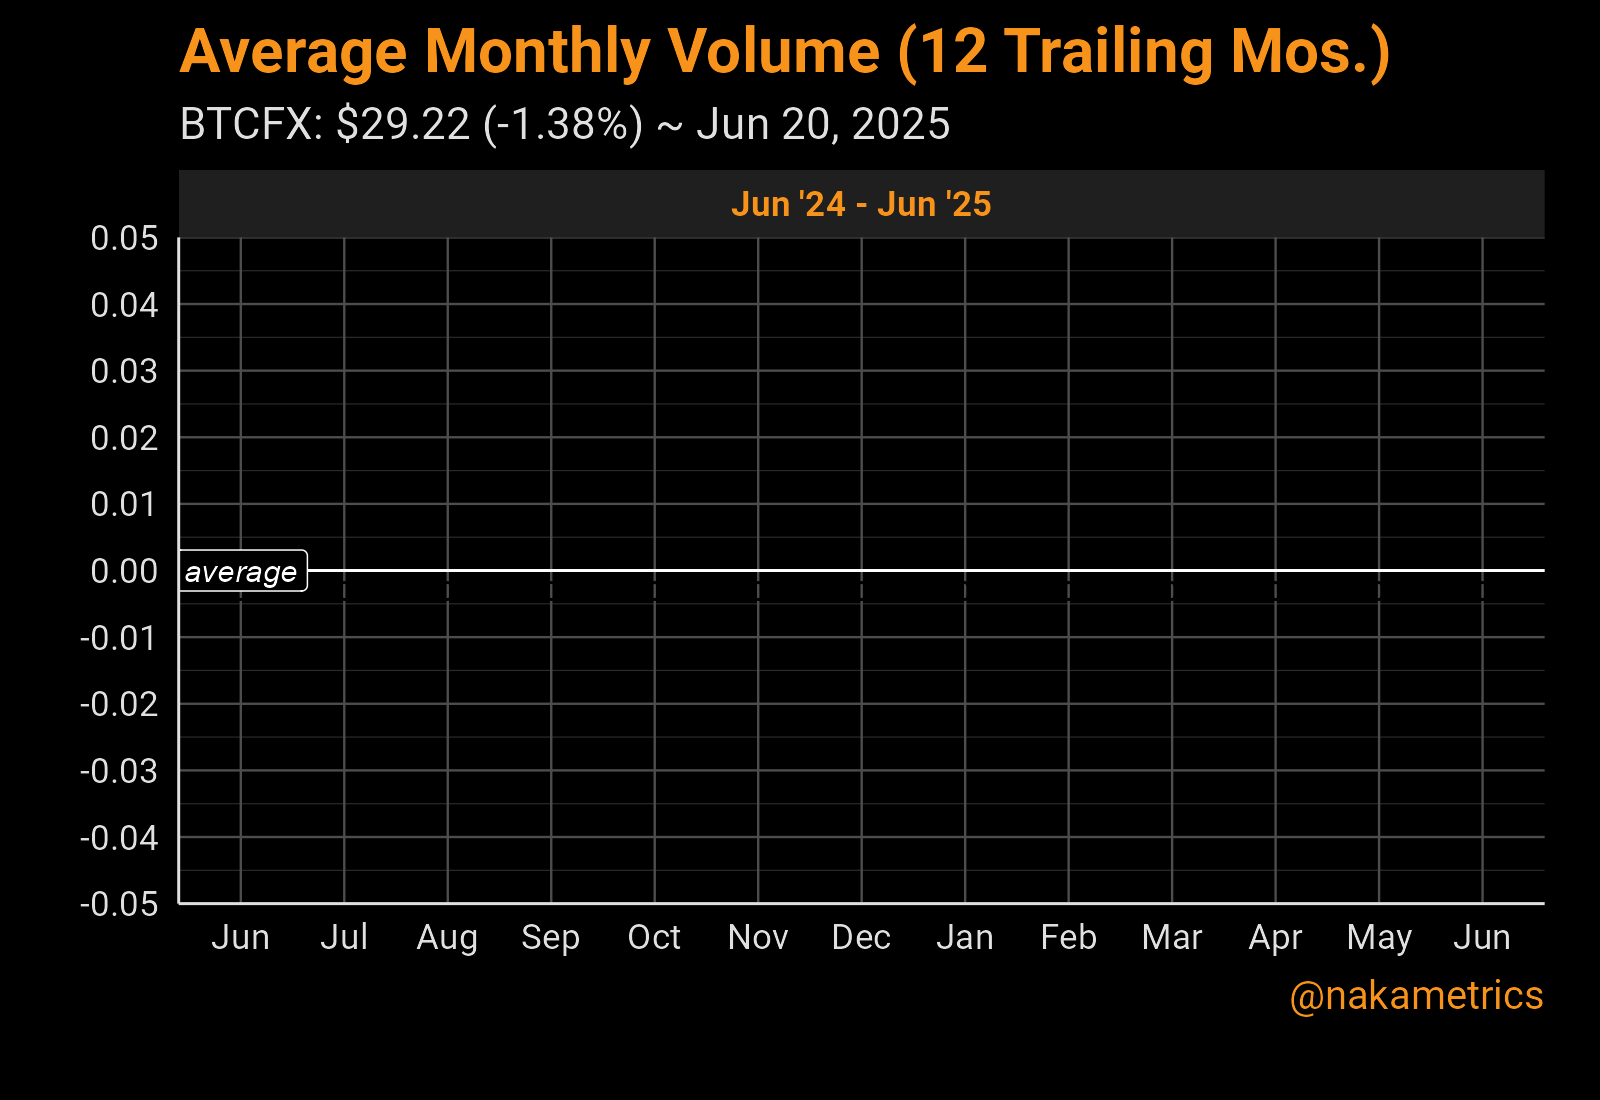 Average Monthly Volume (12 Trailing Mos.)
BTCFX: $29.22 (-1.38%) ~ Jun 20, 2025
Jun '24 - Jun '25
0.05
0.04
0.03
0.02
0.01
0.00
-0.01
-0.02
-0.03
-0.04
-0.05
average
Jun Jul Aug Sep Oct Nov Dec Jan Feb Mar Apr May Jun
@nakametrics